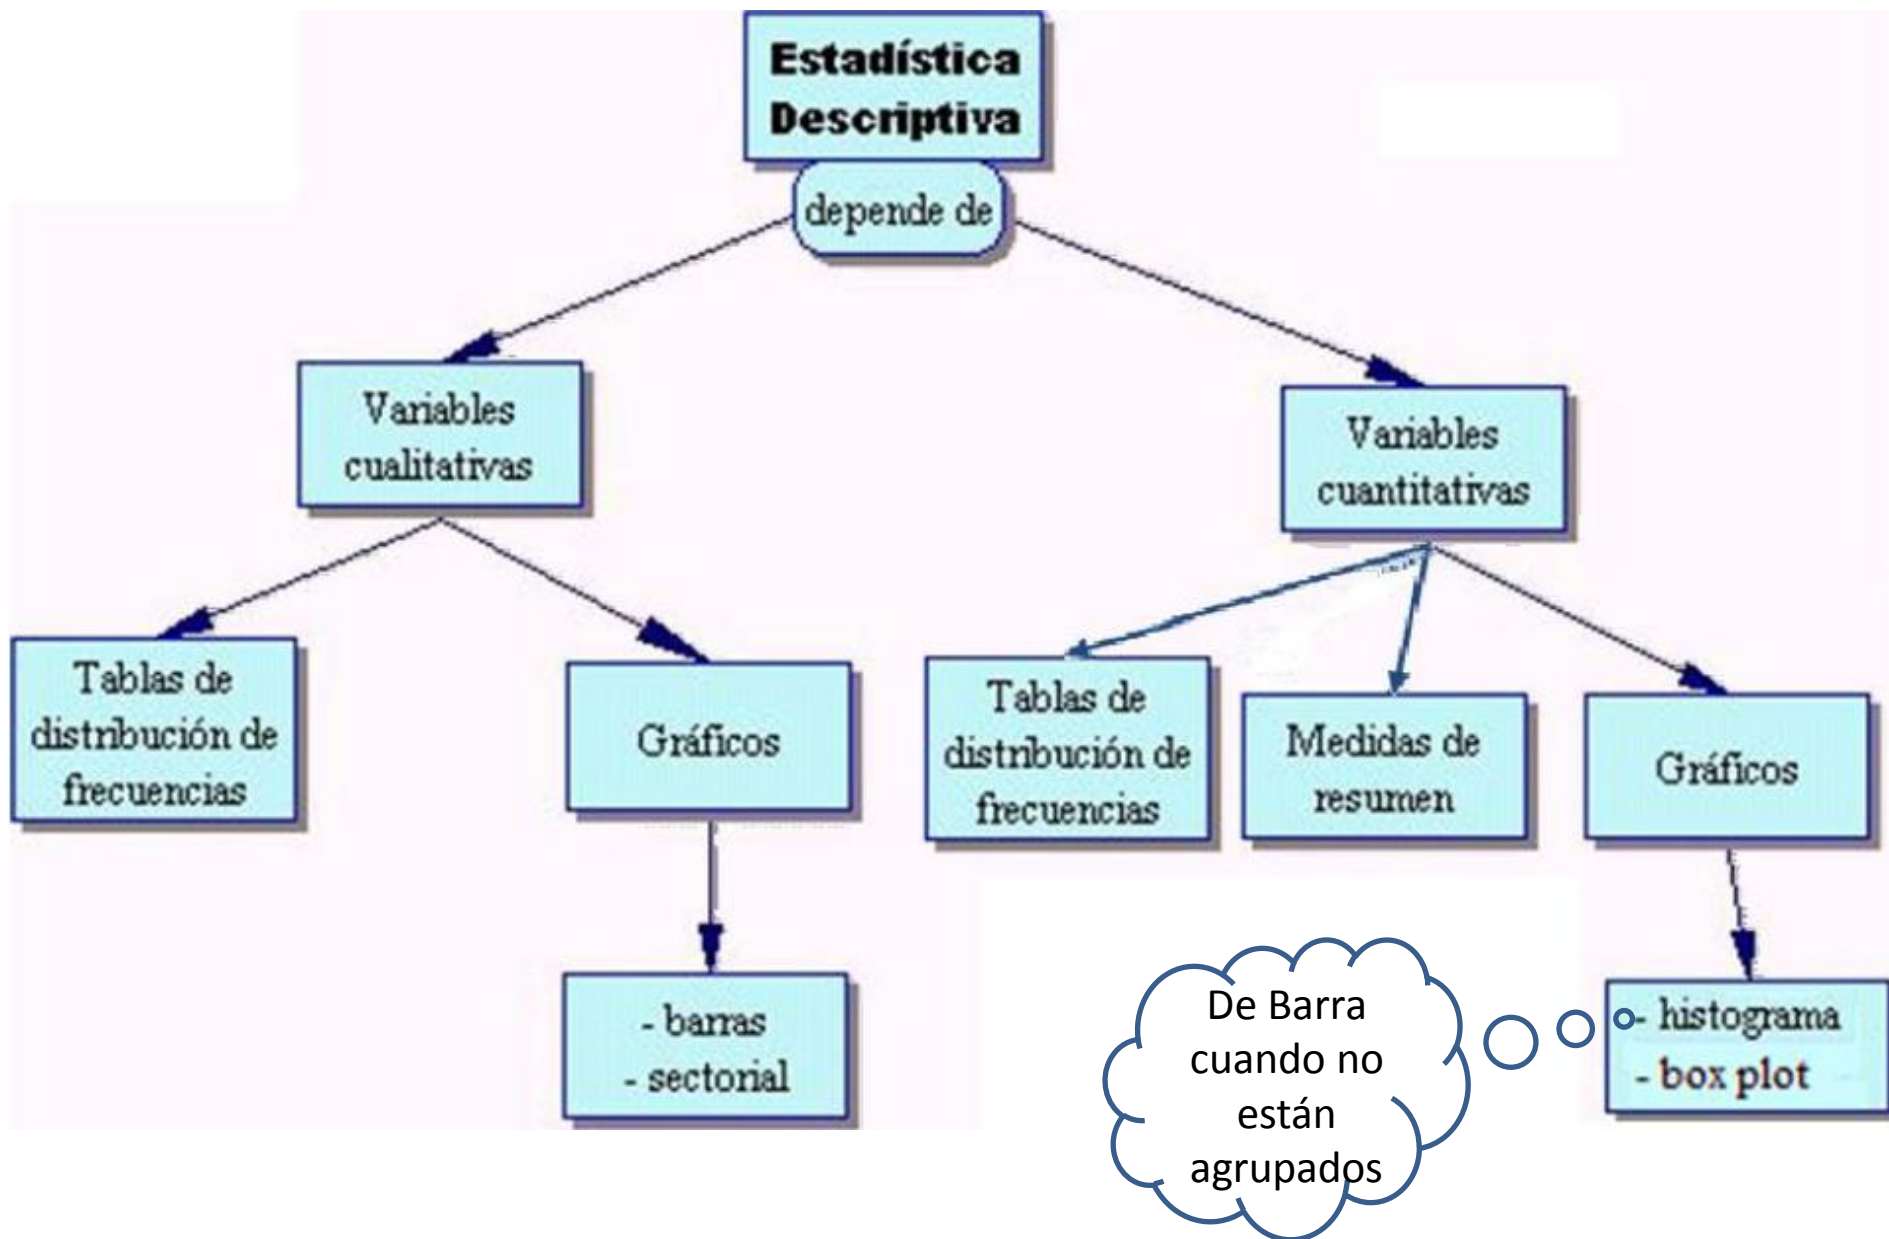 Estadística
Descriptiva
depende de
Variables
cualitativas
Variables
cuantitativas
Tablas de
distribución de
frecuencias
Gráficos
Tablas de
distribución de
frecuencias
Medidas de
resumen
Gráficos
- barras
- sectorial
De Barra
cuando no
están
agrupados
- histograma
- box plot